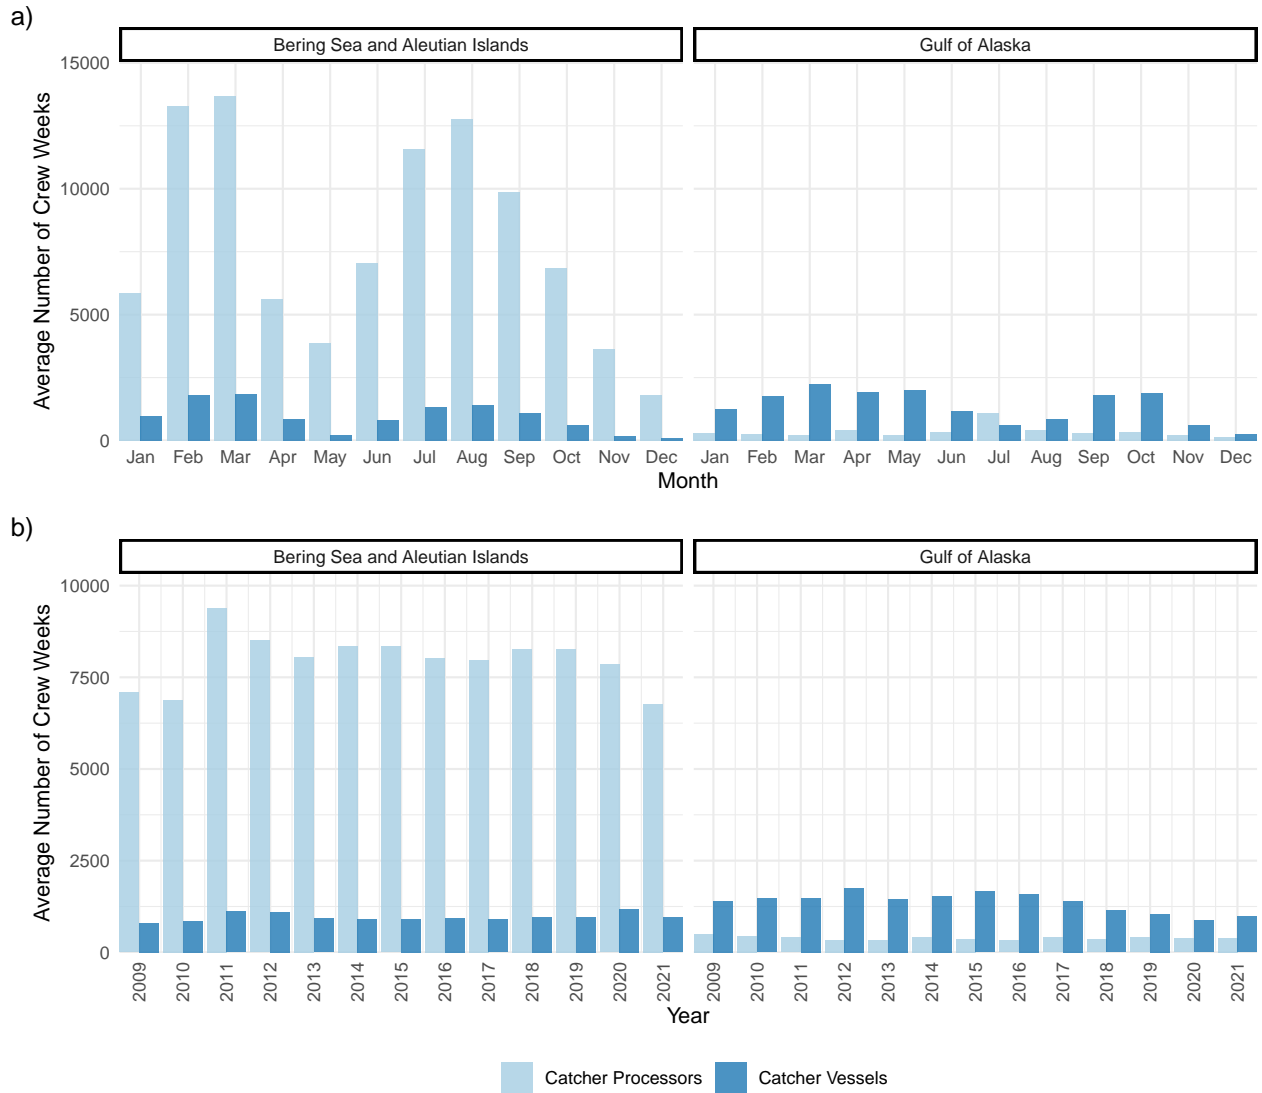 a)
Bering Sea and Aleutian Islands
Gulf of Alaska
Average Number of Crew Weeks
15000
10000
5000
0
Jan Feb Mar Apr May Jun Jul Aug Sep Oct Nov Dec
Jan Feb Mar Apr May Jun Jul Aug Sep Oct Nov Dec
Month
b)
Bering Sea and Aleutian Islands
Gulf of Alaska
Average Number of Crew Weeks
10000
7500
5000
2500
0
2009 2010 2011 2012 2013 2014 2015 2016 2017 2018 2019 2020 2021
2009 2010 2011 2012 2013 2014 2015 2016 2017 2018 2019 2020 2021
Year
Catcher Processors
Catcher Vessels